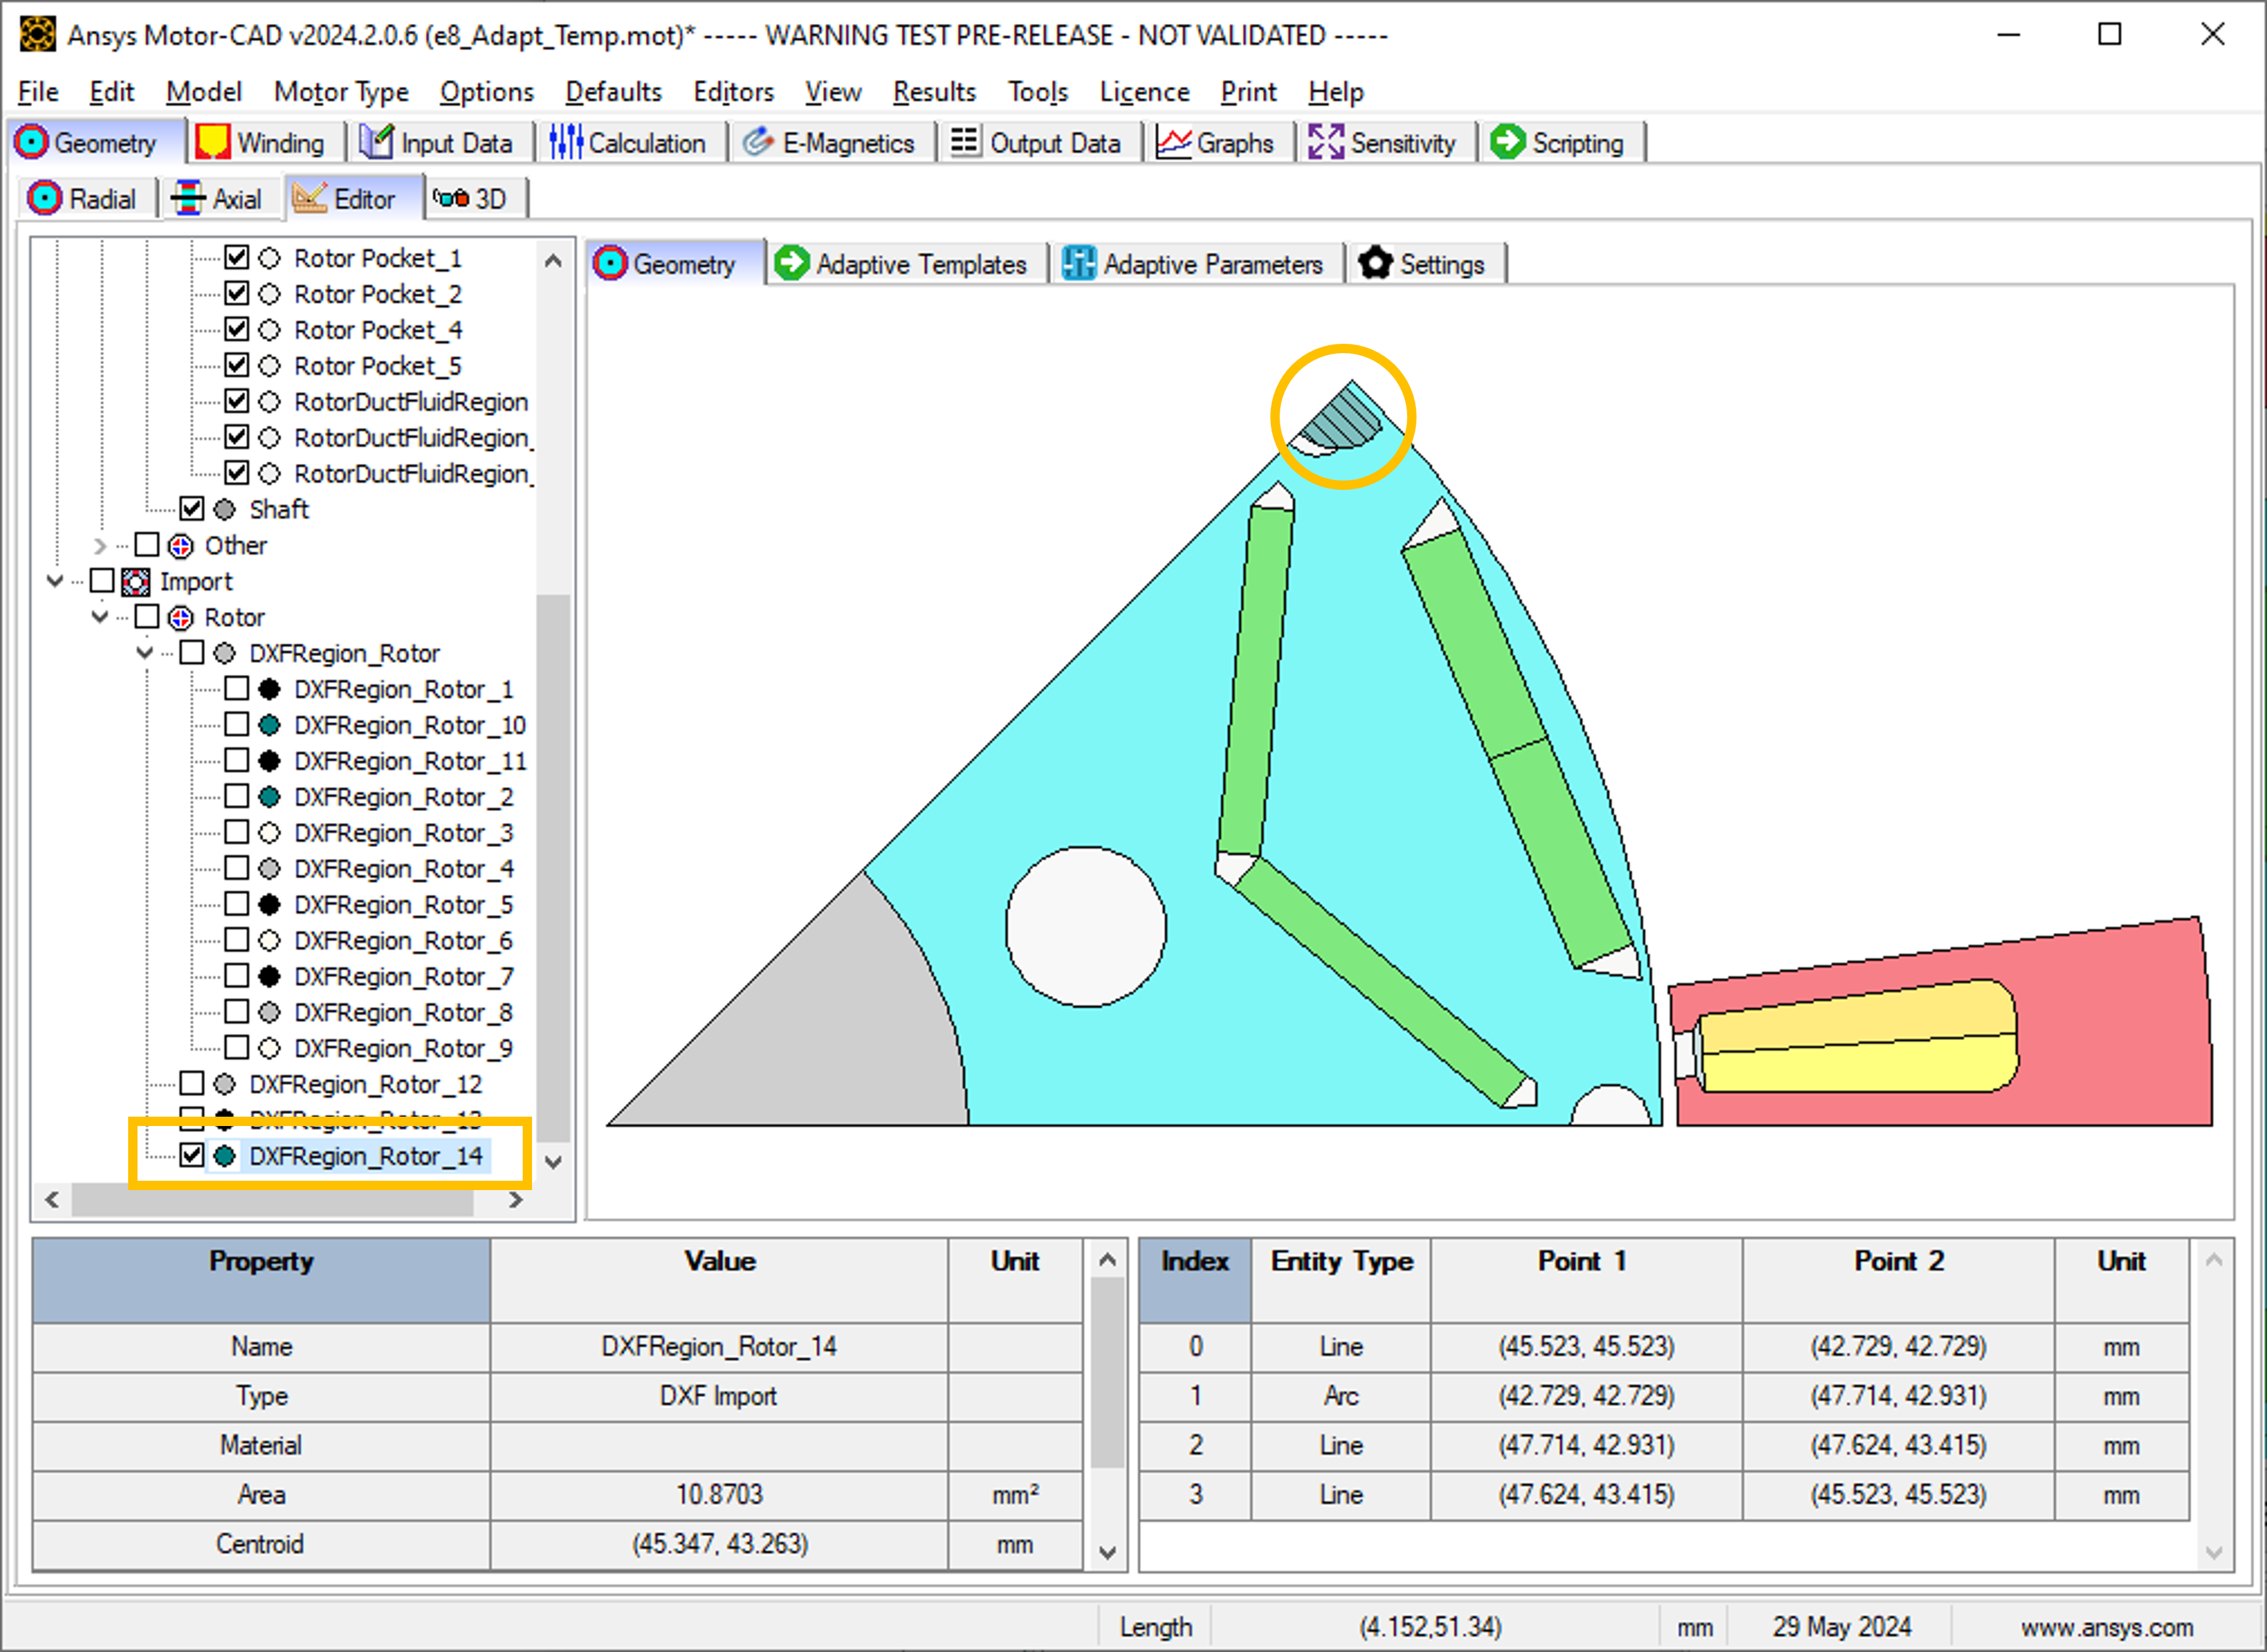 Ansys Motor-CAD v2024.2.0.6 (e8_Adapt_Temp.mot)* ----- WARNING TEST PRE-RELEASE - NOT VALIDATED -----
File Edit Model Motor Type Options Defaults Editors View Results Tools Licence Print Help
Geometry Winding Input Data Calculation E-Magnetics Output Data Graphs Sensitivity Scripting
Radial Axial Editor 3D
Rotor Pocket_1
Rotor Pocket_2
Rotor Pocket_4
Rotor Pocket_5
RotorDuctFluidRegion
RotorDuctFluidRegion_
RotorDuctFluidRegion_
Shaft
Other
Import
Rotor
DXFRegion_Rotor
DXFRegion_Rotor_1
DXFRegion_Rotor_10
DXFRegion_Rotor_11
DXFRegion_Rotor_2
DXFRegion_Rotor_3
DXFRegion_Rotor_4
DXFRegion_Rotor_5
DXFRegion_Rotor_6
DXFRegion_Rotor_7
DXFRegion_Rotor_8
DXFRegion_Rotor_9
DXFRegion_Rotor_12
DXFRegion_Rotor_13
DXFRegion_Rotor_14
Geometry Adaptive Templates Adaptive Parameters Settings
Property Value Unit
Name DXFRegion_Rotor_14
Type DXF Import
Material
Area 10.8703 mm²
Centroid (45.347, 43.263) mm
Index Entity Type Point 1 Point 2 Unit
0 Line (45.523, 45.523) (42.729, 42.729) mm
1 Arc (42.729, 42.729) (47.714, 42.931) mm
2 Line (47.714, 42.931) (47.624, 43.415) mm
3 Line (47.624, 43.415) (45.523, 45.523) mm
Length (4.152,51.34) mm 29 May 2024 www.ansys.com